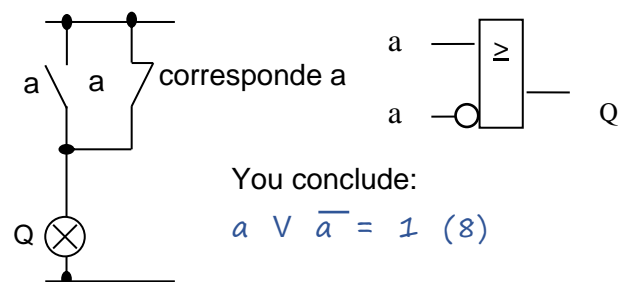 a
a
corresponde a
a
≥
a
Q
You conclude:
a V a̅ = 1 (8)
Q